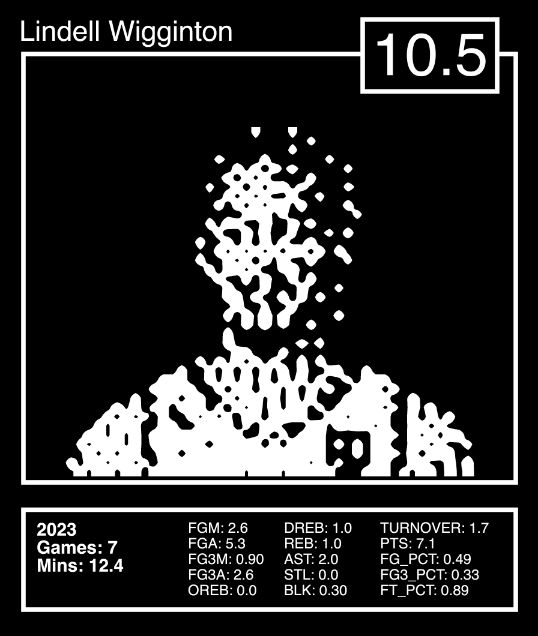 Lindell Wigginton
10.5
2023
Games: 7
Mins: 12.4
FGM: 2.6
FGA: 5.3
FG3M: 0.90
FG3A: 2.6
OREB: 0.0
DREB: 1.0
REB: 1.0
AST: 2.0
STL: 0.0
BLK: 0.30
TURNOVER: 1.7
PTS: 7.1
FG_PCT: 0.49
FG3_PCT: 0.33
FT_PCT: 0.89